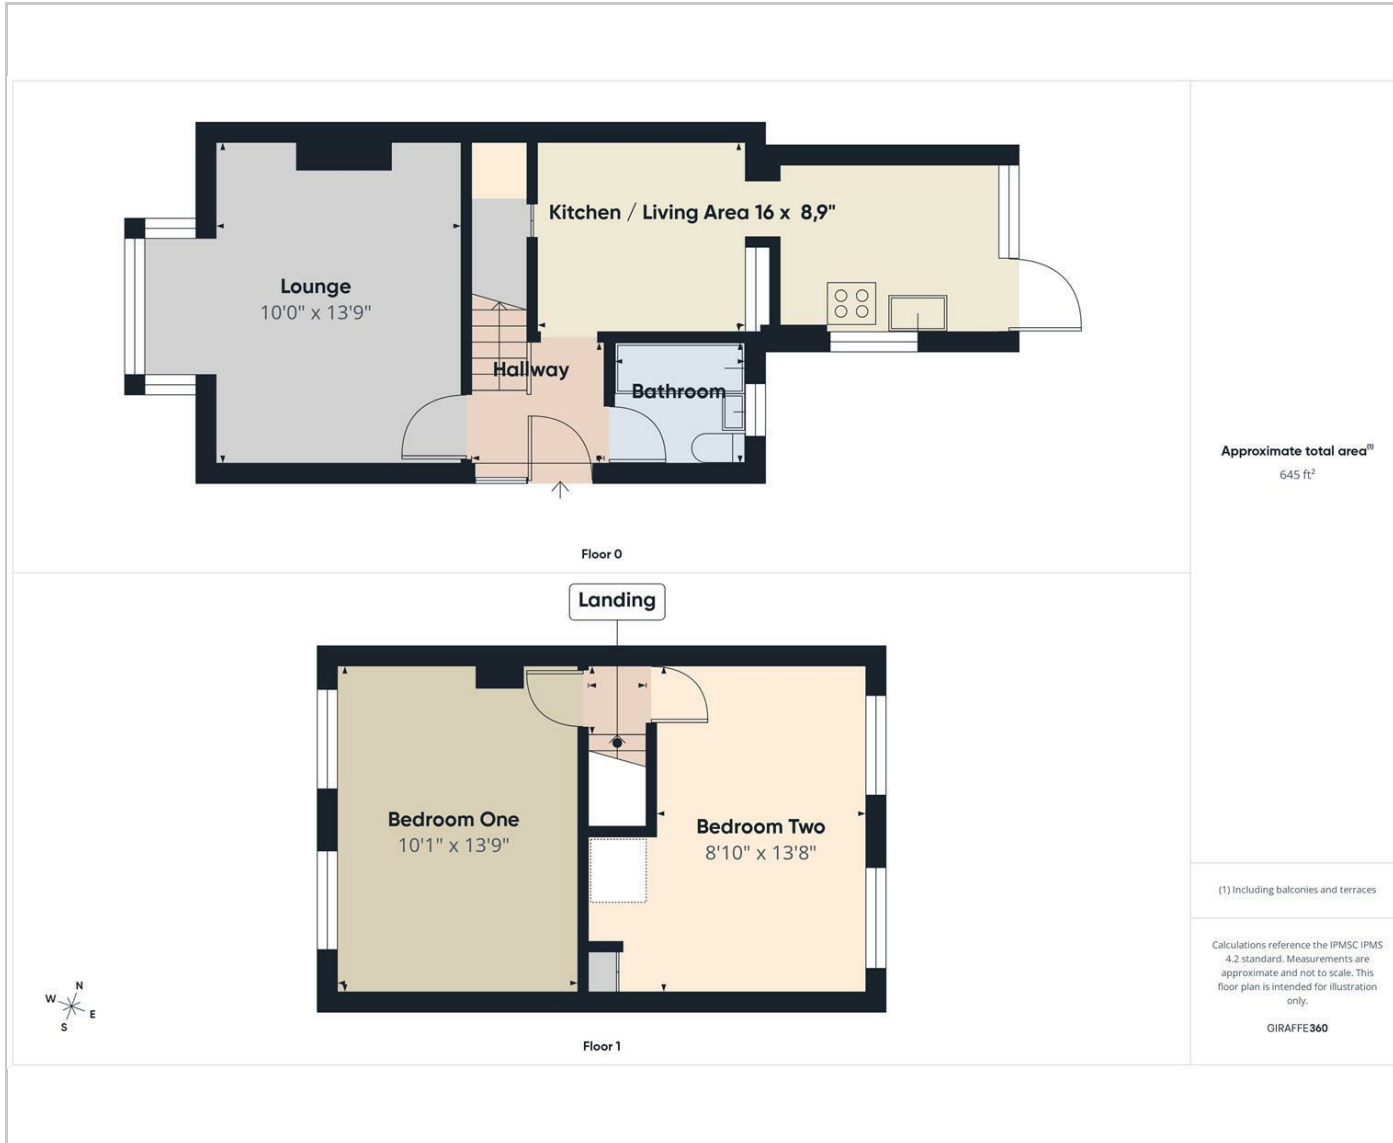 Kitchen / Living Area 16 x  8,9"
Lounge
10'0" x 13'9"
Hallway
Bathroom
Floor 0
Landing
Bedroom One
10'1" x 13'9"
Bedroom Two
8'10" x 13'8"
N
W
E
S
Floor 1
Approximate total area(1)
645 ft²
(1) Including balconies and terraces
Calculations reference the IPMSC IPMS
4.2 standard. Measurements are
approximate and not to scale. This
floor plan is intended for illustration
only.
GIRAFFE360